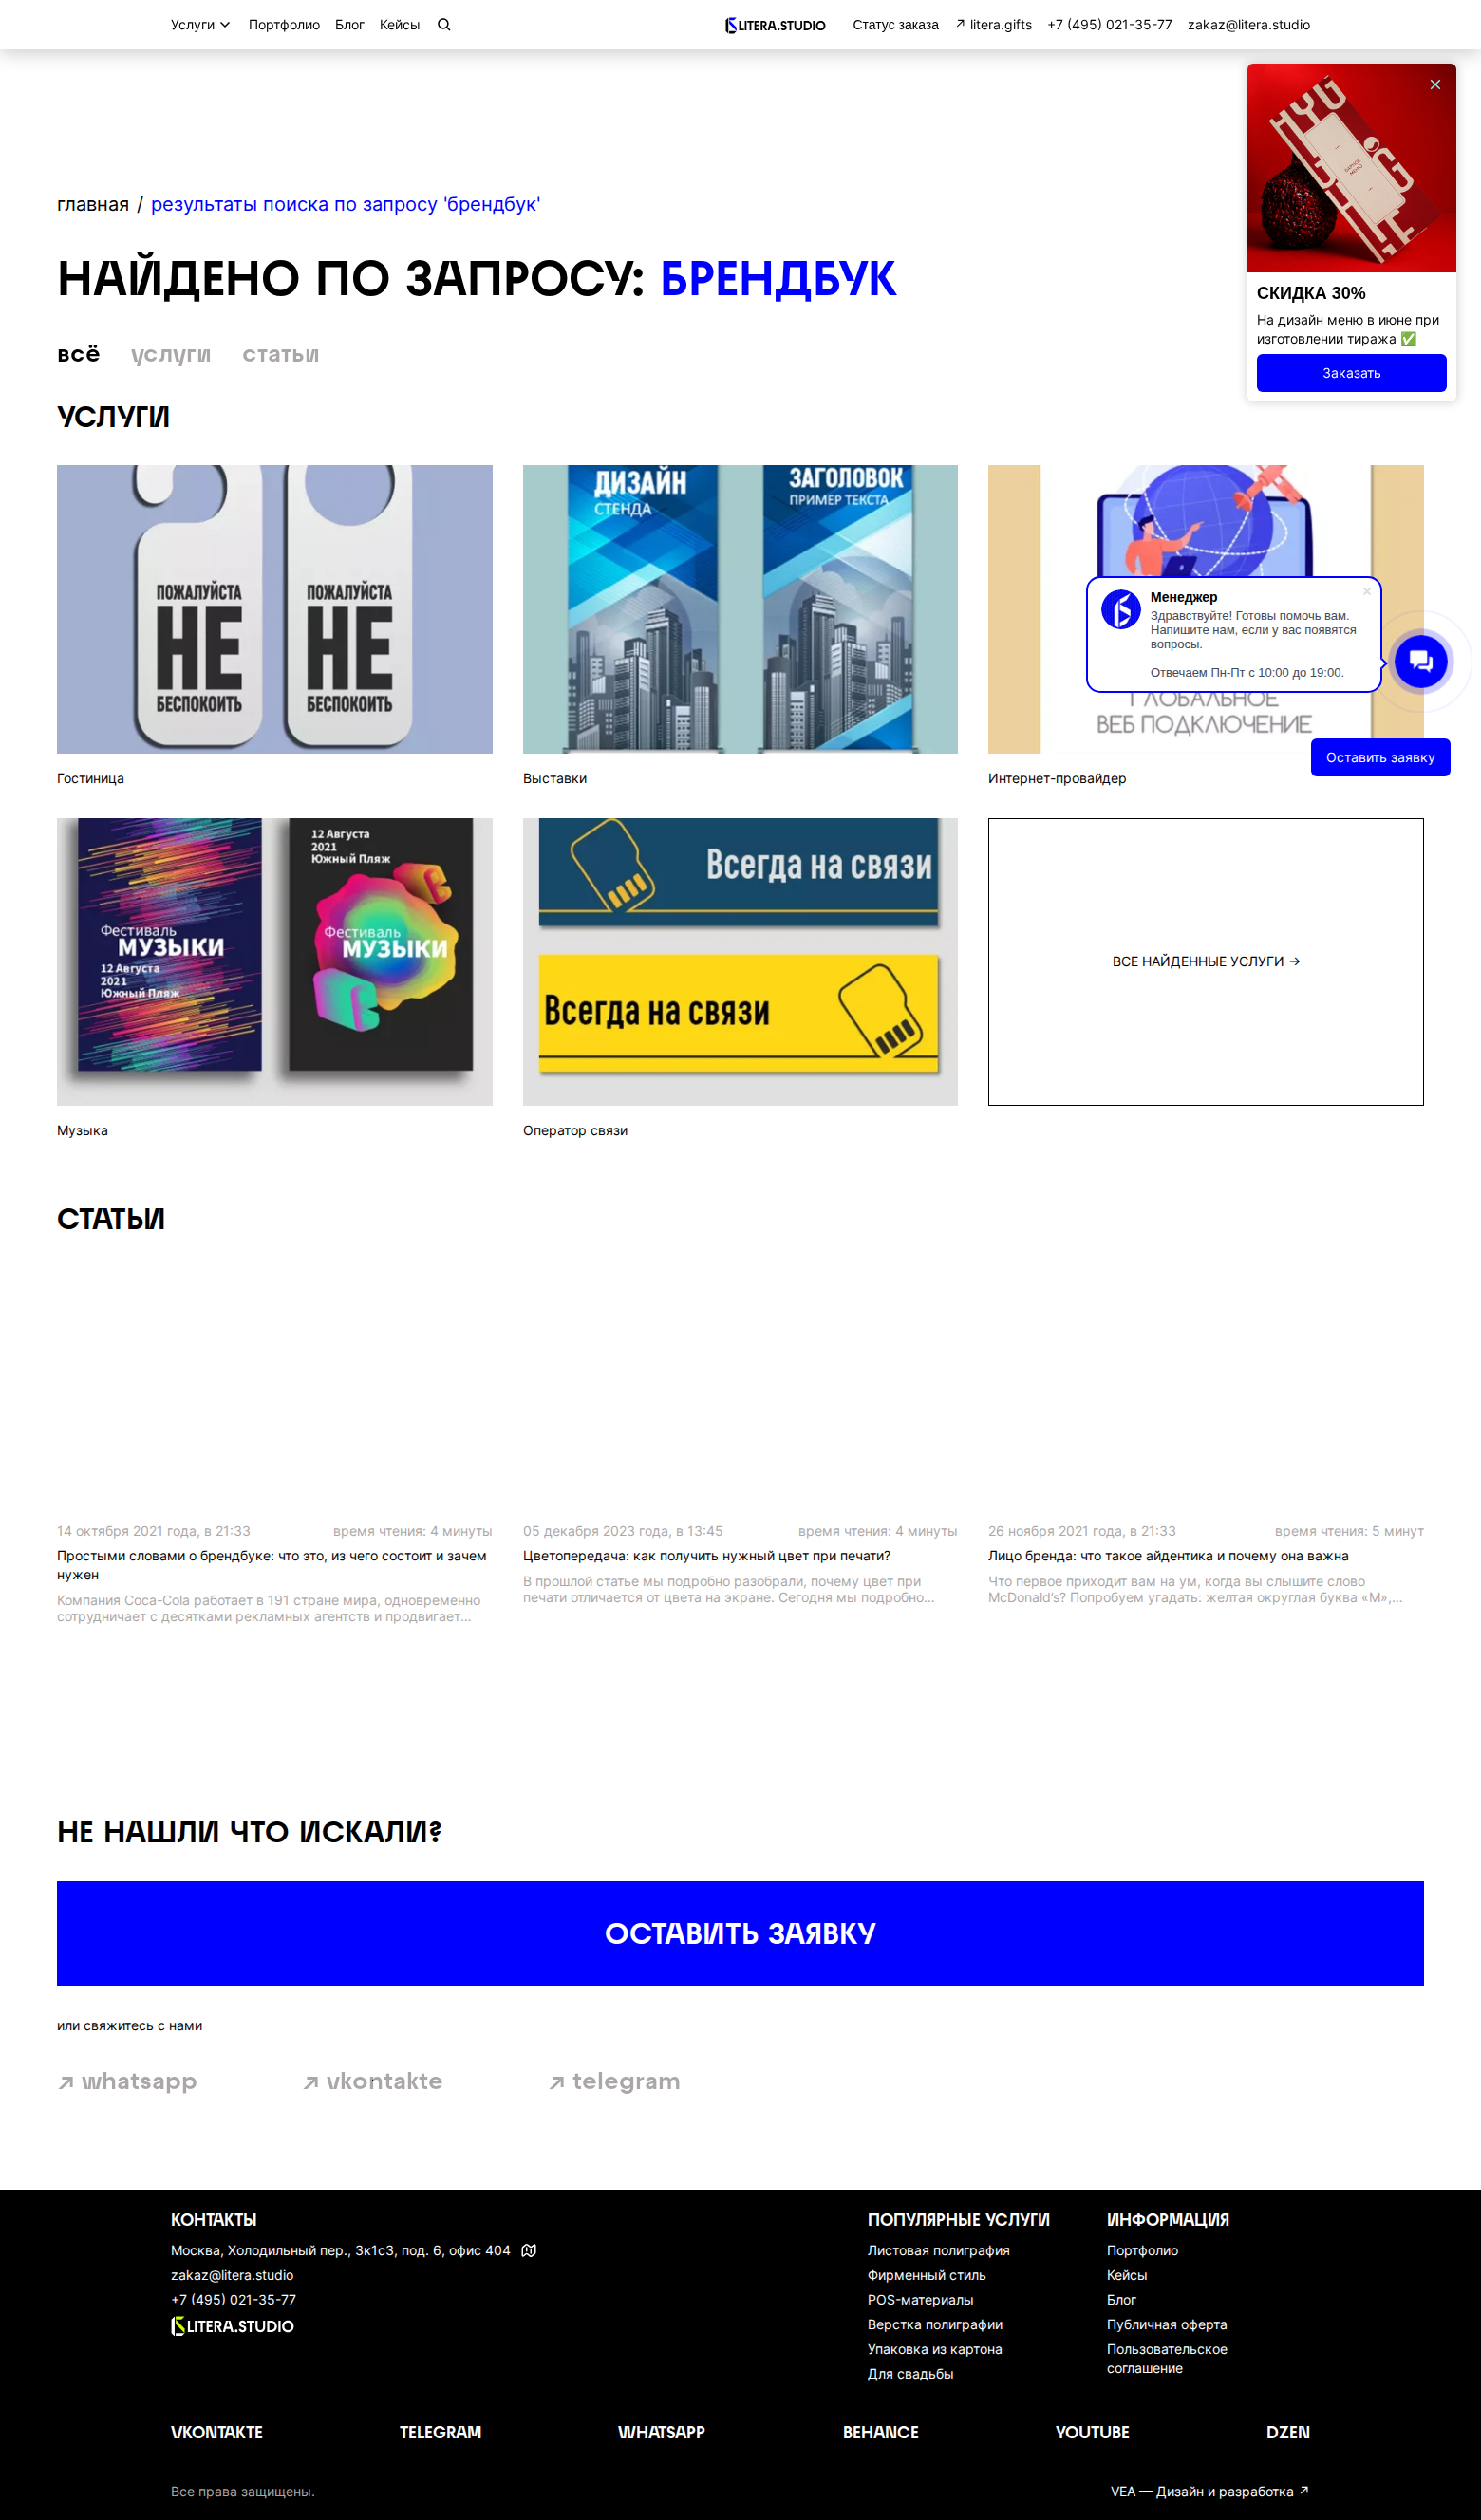 Услуги Портфолио Блог Кейсы LITERA.STUDIO Статус заказа ↗ litera.gifts +7 (495) 021-35-77 zakaz@litera.studio
СКИДКА 30%
На дизайн меню в июне при
изготовлении тиража ✅
Заказать
главная / результаты поиска по запросу 'брендбук'
НАЙДЕНО ПО ЗАПРОСУ: БРЕНДБУК
всё услуги статьи
УСЛУГИ
ПОЖАЛУЙСТА
НЕ
БЕСПОКОИТЬ
ПОЖАЛУЙСТА
НЕ
БЕСПОКОИТЬ
Гостиница
ДИЗАЙН
СТЕНДА
ЗАГОЛОВОК
ПРИМЕР ТЕКСТА
Выставки
ГЛОБАЛЬНОЕ
ВЕБ ПОДКЛЮЧЕНИЕ
Интернет-провайдер
Менеджер
Здравствуйте! Готовы помочь вам.
Напишите нам, если у вас появятся
вопросы.
Отвечаем Пн-Пт с 10:00 до 19:00.
Оставить заявку
Фестиваль
МУЗЫКИ
12 Августа
2021
Южный Пляж
12 Августа
2021
Южный Пляж
Фестиваль
МУЗЫКИ
Музыка
Всегда на связи
Всегда на связи
Оператор связи
ВСЕ НАЙДЕННЫЕ УСЛУГИ →
СТАТЬИ
14 октября 2021 года, в 21:33 время чтения: 4 минуты
Простыми словами о брендбуке: что это, из чего состоит и зачем
нужен
Компания Coca-Cola работает в 191 стране мира, одновременно
сотрудничает с десятками рекламных агентств и продвигает...
05 декабря 2023 года, в 13:45 время чтения: 4 минуты
Цветопередача: как получить нужный цвет при печати?
В прошлой статье мы подробно разобрали, почему цвет при
печати отличается от цвета на экране. Сегодня мы подробно...
26 ноября 2021 года, в 21:33 время чтения: 5 минут
Лицо бренда: что такое айдентика и почему она важна
Что первое приходит вам на ум, когда вы слышите слово
McDonald's? Попробуем угадать: желтая округлая буква «М»,...
НЕ НАШЛИ ЧТО ИСКАЛИ?
ОСТАВИТЬ ЗАЯВКУ
или свяжитесь с нами
↗ whatsapp ↗ vkontakte ↗ telegram
КОНТАКТЫ
Москва, Холодильный пер., 3к1с3, под. 6, офис 404
zakaz@litera.studio
+7 (495) 021-35-77
LITERA.STUDIO
ПОПУЛЯРНЫЕ УСЛУГИ
Листовая полиграфия
Фирменный стиль
POS-материалы
Верстка полиграфии
Упаковка из картона
Для свадьбы
ИНФОРМАЦИЯ
Портфолио
Кейсы
Блог
Публичная оферта
Пользовательское
соглашение
VKONTAKTE TELEGRAM WHATSAPP BEHANCE YOUTUBE DZEN
Все права защищены. VEA — Дизайн и разработка ↗